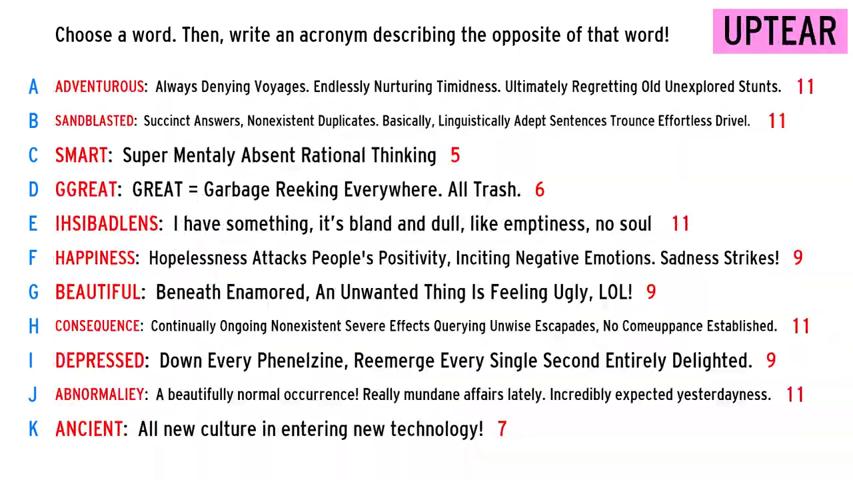 Choose a word. Then, write an acronym describing the opposite of that word!
UPTEAR
A ADVENTUROUS: Always Denying Voyages. Endlessly Nurturing Timidness. Ultimately Regretting Old Unexplored Stunts. 11
B SANDBLASTED: Succinct Answers, Nonexistent Duplicates. Basically, Linguistically Adept Sentences Trounce Effortless Drivel. 11
C SMART: Super Mentaly Absent Rational Thinking 5
D GGREAT: GREAT = Garbage Reeking Everywhere. All Trash. 6
E IHSIBADLENS: I have something, it's bland and dull, like emptiness, no soul 11
F HAPPINESS: Hopelessness Attacks People's Positivity, Inciting Negative Emotions. Sadness Strikes! 9
G BEAUTIFUL: Beneath Enamored, An Unwanted Thing Is Feeling Ugly, LOL! 9
H CONSEQUENCE: Continually Ongoing Nonexistent Severe Effects Querying Unwise Escapades, No Comeuppance Established. 11
I DEPRESSED: Down Every Phenelzine, Reemerge Every Single Second Entirely Delighted. 9
J ABNORMALIEY: A beautifully normal occurrence! Really mundane affairs lately. Incredibly expected yesterdayness. 11
K ANCIENT: All new culture in entering new technology! 7